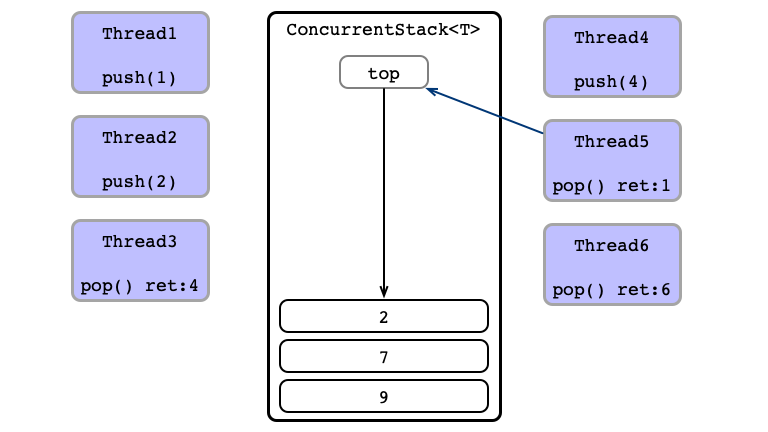 Thread1
push(1)
Thread2
push(2)
Thread3
pop() ret:4
ConcurrentStack<T>
top
2
7
9
Thread4
push(4)
Thread5
pop() ret:1
Thread6
pop() ret:6